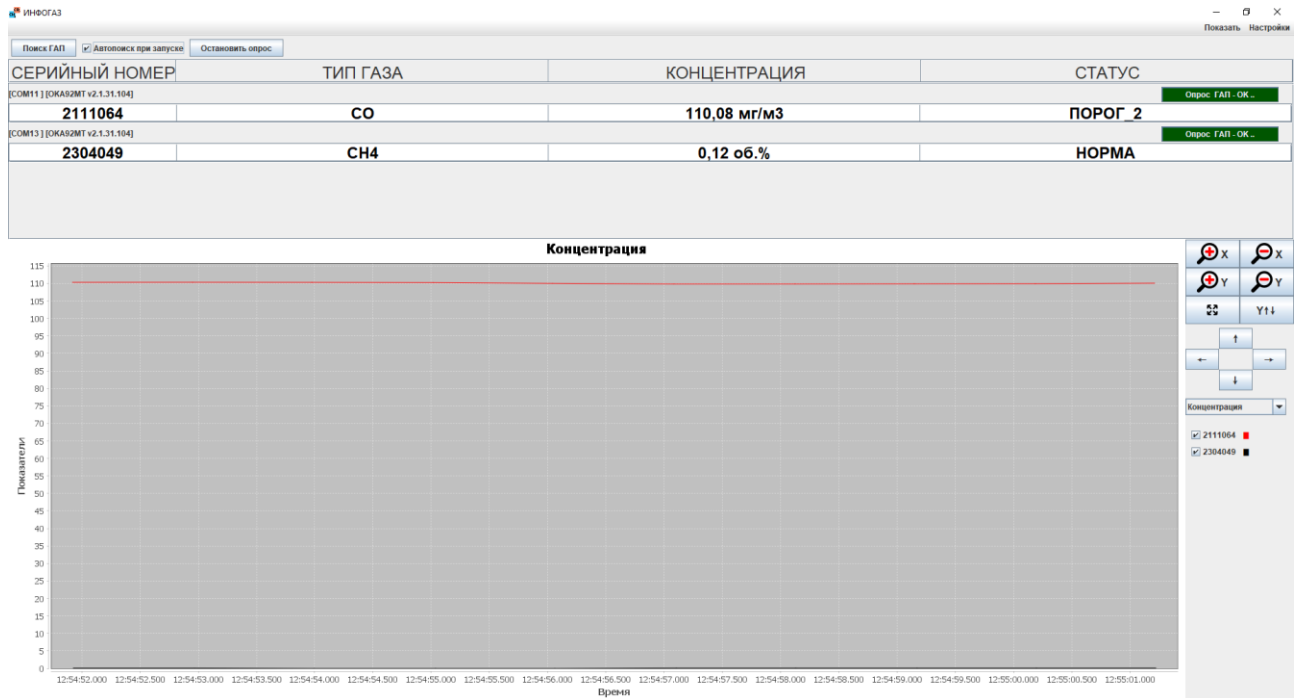 ИНФОГАЗ
Показать Настройки
Поиск ГАП Автопоиск при запуске Остановить опрос
СЕРИЙНЫЙ НОМЕР ТИП ГАЗА КОНЦЕНТРАЦИЯ СТАТУС
[COM11 ] [OKA92MT v2.1.31.104] Опрос ГАП - ОК ..
2111064 CO 110,08 мг/м3 ПОРОГ_2
[COM13 ] [OKA92MT v2.1.31.104] Опрос ГАП - ОК ..
2304049 CH4 0,12 об.% НОРМА
Концентрация
X X
Y Y
Y↑↓
↑
← →
↓
Концентрация
2111064
2304049
115
110
105
100
95
90
85
80
75
70
65
60
55
50
45
40
35
30
25
20
15
10
5
0
Показатели
12:54:52.000 12:54:52.500 12:54:53.000 12:54:53.500 12:54:54.000 12:54:54.500 12:54:55.000 12:54:55.500 12:54:56.000 12:54:56.500 12:54:57.000 12:54:57.500 12:54:58.000 12:54:58.500 12:54:59.000 12:54:59.500 12:55:00.000 12:55:00.500 12:55:01.000
Время